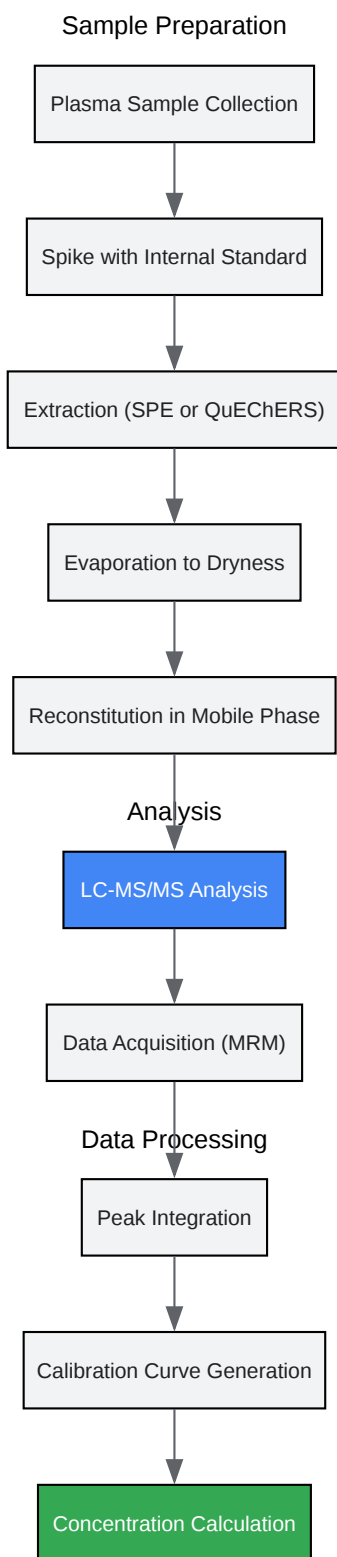 Sample Preparation
Plasma Sample Collection
Spike with Internal Standard
Extraction (SPE or QuEChERS)
Evaporation to Dryness
Reconstitution in Mobile Phase
Analysis
LC-MS/MS Analysis
Data Acquisition (MRM)
Data Processing
Peak Integration
Calibration Curve Generation
Concentration Calculation